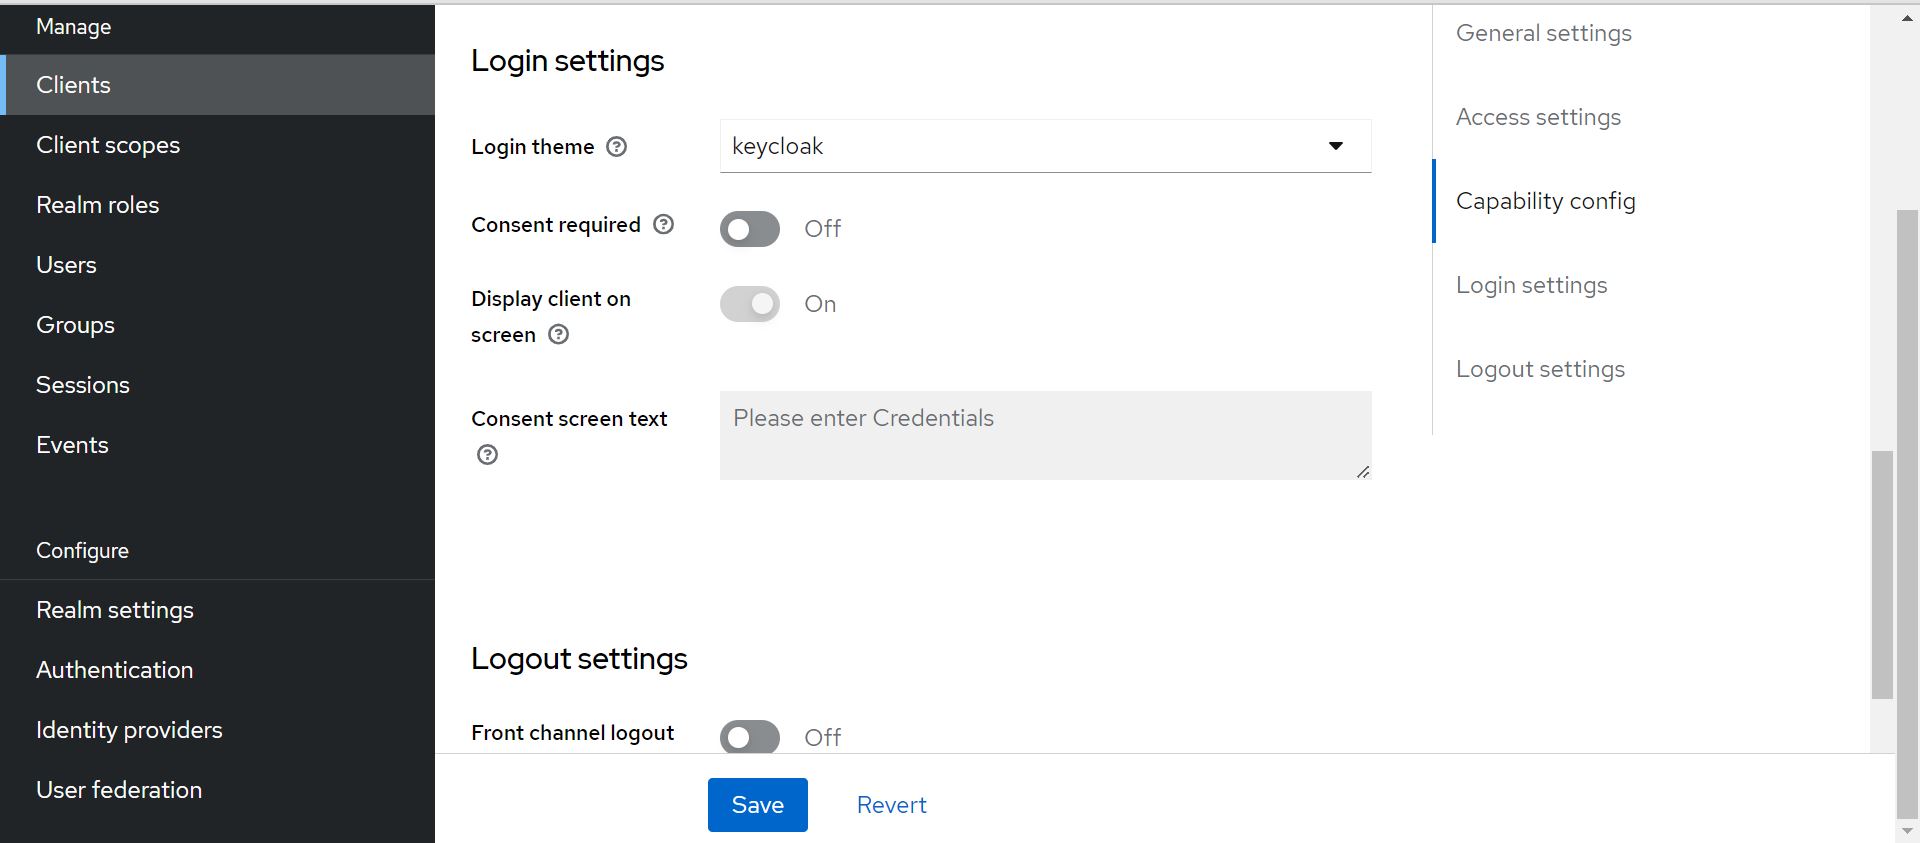 Manage
Clients
Client scopes
Realm roles
Users
Groups
Sessions
Events
Configure
Realm settings
Authentication
Identity providers
User federation
Login settings
Login theme
keycloak
Consent required
Off
Display client on
screen
On
Consent screen text
Please enter Credentials
Logout settings
Front channel logout
Off
Save
Revert
General settings
Access settings
Capability config
Login settings
Logout settings